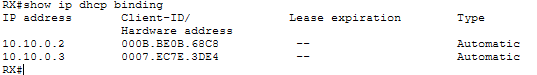 RX#show ip dhcp binding
IP address       Client-ID/              Lease expiration        Type
                 Hardware address
10.10.0.2        000B.BE0B.68C8           --                     Automatic
10.10.0.3        0007.EC7E.3DE4           --                     Automatic
RX#